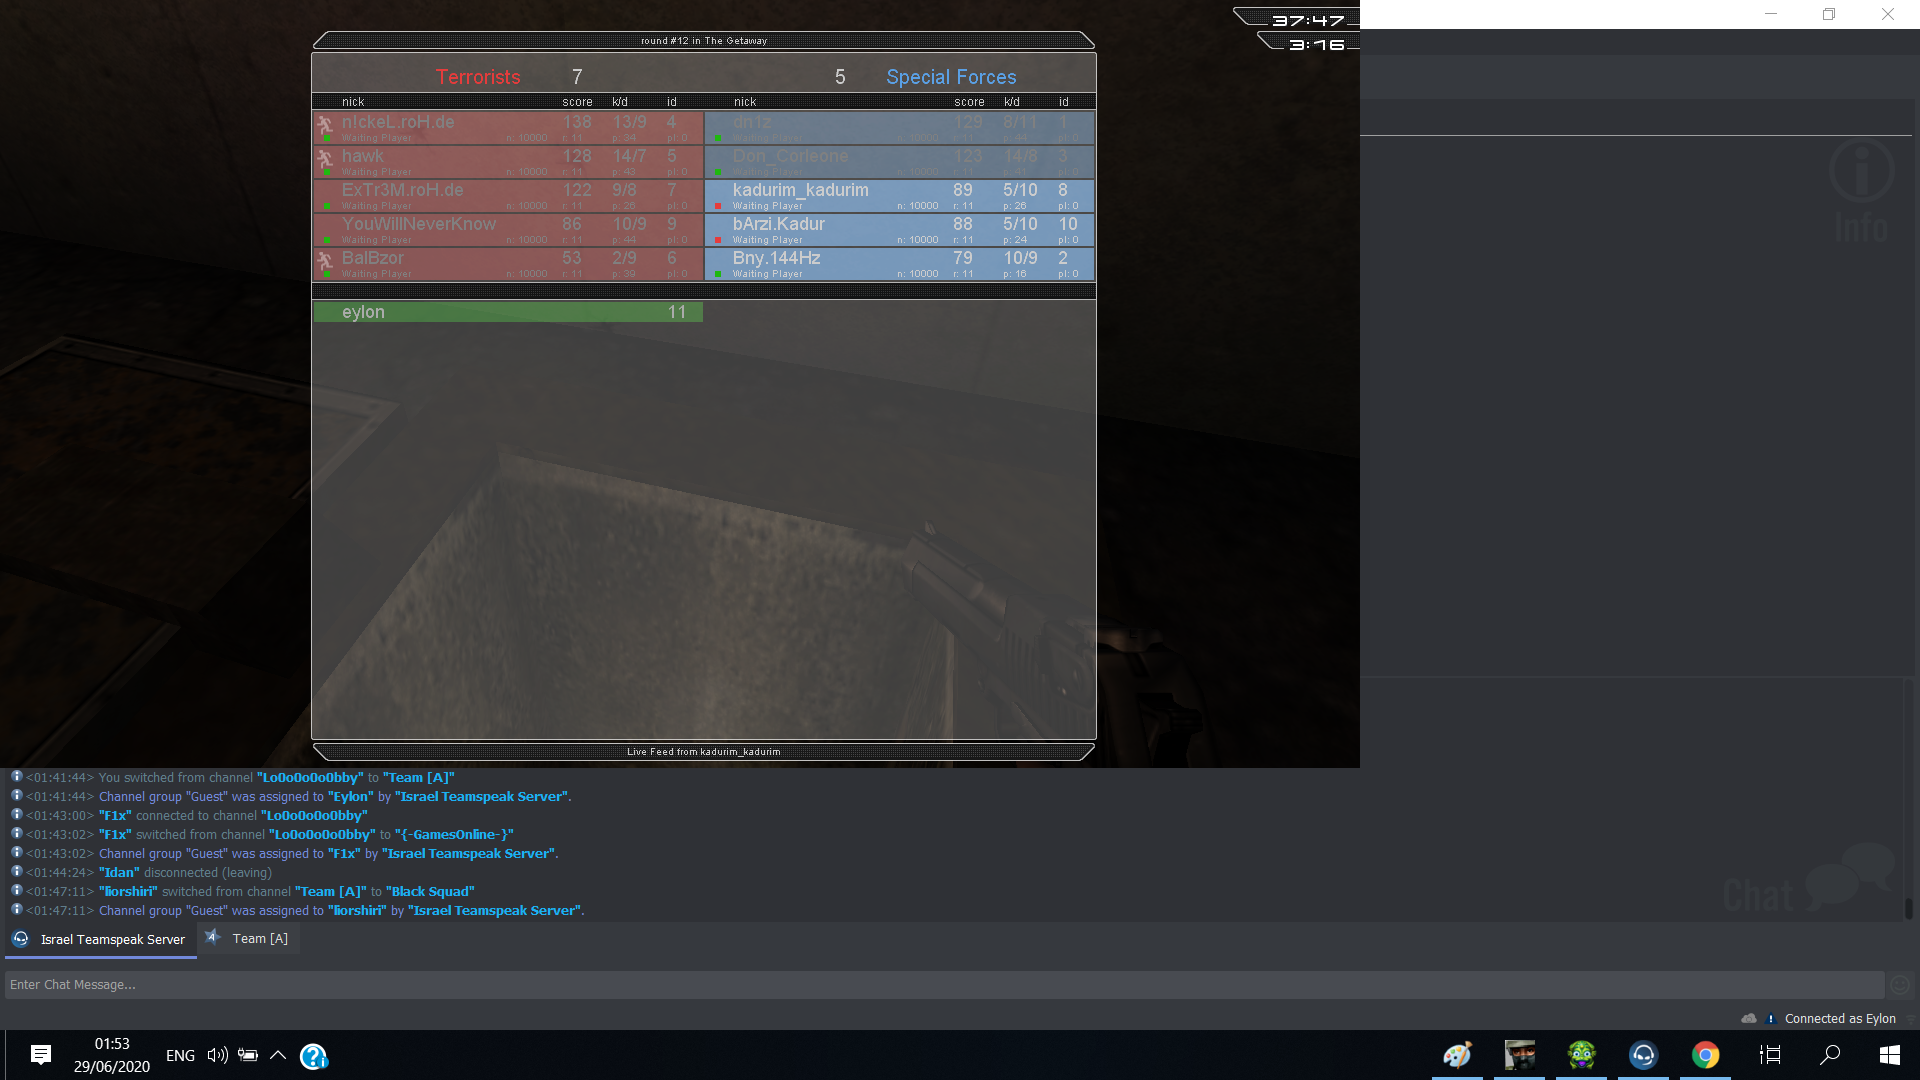 37:47
round #12 in The Getaway
3:16
Terrorists 7 5 Special Forces
nick score k/d id nick score k/d id
n!ckeL.roH.de 138 13/9 4 dn1z 129 8/11 1
Waiting Player n: 10000 r: 11 p: 34 pl: 0 Waiting Player n: 10000 r: 11 p: 44 pl: 0
hawk 128 14/7 5 Don_Corleone 123 14/8 3
Waiting Player n: 10000 r: 11 p: 43 pl: 0 Waiting Player n: 10000 r: 11 p: 41 pl: 0
ExTr3M.roH.de 122 9/8 7 kadurim_kadurim 89 5/10 8
Waiting Player n: 10000 r: 11 p: 28 pl: 0 Waiting Player n: 10000 r: 11 p: 26 pl: 0
YouWillNeverKnow 86 10/9 9 bArzi.Kadur 88 5/10 10
Waiting Player n: 10000 r: 11 p: 44 pl: 0 Waiting Player n: 10000 r: 11 p: 24 pl: 0
BalBzor 53 2/9 6 Bny.144Hz 79 10/9 2
Waiting Player n: 10000 r: 11 p: 39 pl: 0 Waiting Player n: 10000 r: 11 p: 16 pl: 0
eylon 11
Info
Live Feed from kadurim_kadurim
<01:41:44> You switched from channel "Lo0o0o0o0bby" to "Team [A]"
<01:41:44> Channel group "Guest" was assigned to "Eylon" by "Israel Teamspeak Server".
<01:43:00> "F1x" connected to channel "Lo0o0o0o0bby"
<01:43:02> "F1x" switched from channel "Lo0o0o0o0bby" to "{-GamesOnline-}"
<01:43:02> Channel group "Guest" was assigned to "F1x" by "Israel Teamspeak Server".
<01:44:24> "Idan" disconnected (leaving)
<01:47:11> "liorshiri" switched from channel "Team [A]" to "Black Squad"
<01:47:11> Channel group "Guest" was assigned to "liorshiri" by "Israel Teamspeak Server".
Chat
Israel Teamspeak Server Team [A]
Enter Chat Message...
Connected as Eylon
01:53
29/06/2020
ENG